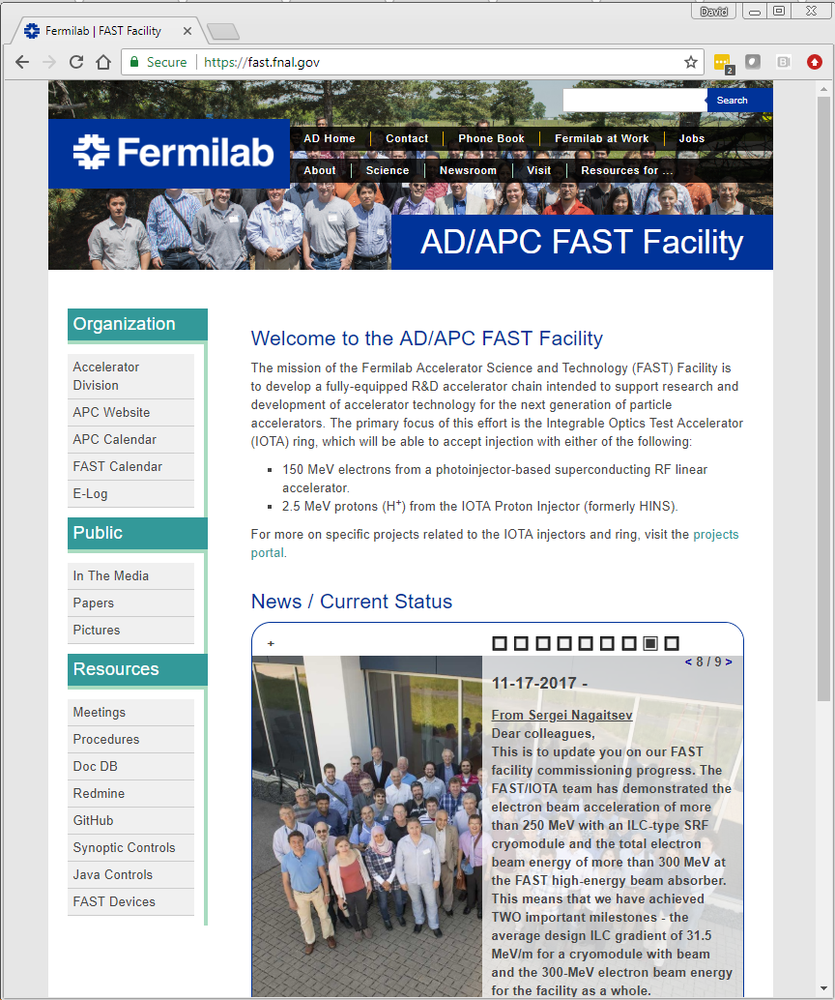 David
Fermilab | FAST Facility
Secure
https://fast.fnal.gov
2
B
Search
Fermilab
AD Home
Contact
Phone Book
Fermilab at Work
Jobs
About
Science
Newsroom
Visit
Resources for ...
AD/APC FAST Facility
Organization
Accelerator
Division
APC Website
APC Calendar
FAST Calendar
E-Log
Public
In The Media
Papers
Pictures
Resources
Meetings
Procedures
Doc DB
Redmine
GitHub
Synoptic Controls
Java Controls
FAST Devices
Welcome to the AD/APC FAST Facility
The mission of the Fermilab Accelerator Science and Technology (FAST) Facility is
to develop a fully-equipped R&D accelerator chain intended to support research and
development of accelerator technology for the next generation of particle
accelerators. The primary focus of this effort is the Integrable Optics Test Accelerator
(IOTA) ring, which will be able to accept injection with either of the following:
▪ 150 MeV electrons from a photoinjector-based superconducting RF linear
accelerator.
▪ 2.5 MeV protons (H⁺) from the IOTA Proton Injector (formerly HINS).
For more on specific projects related to the IOTA injectors and ring, visit the projects
portal.
News / Current Status
+
< 8 / 9 >
11-17-2017 -
From Sergei Nagaitsev
Dear colleagues,
This is to update you on our FAST
facility commissioning progress. The
FAST/IOTA team has demonstrated the
electron beam acceleration of more
than 250 MeV with an ILC-type SRF
cryomodule and the total electron
beam energy of more than 300 MeV at
the FAST high-energy beam absorber.
This means that we have achieved
TWO important milestones - the
average design ILC gradient of 31.5
MeV/m for a cryomodule with beam
and the 300-MeV electron beam energy
for the facility as a whole.